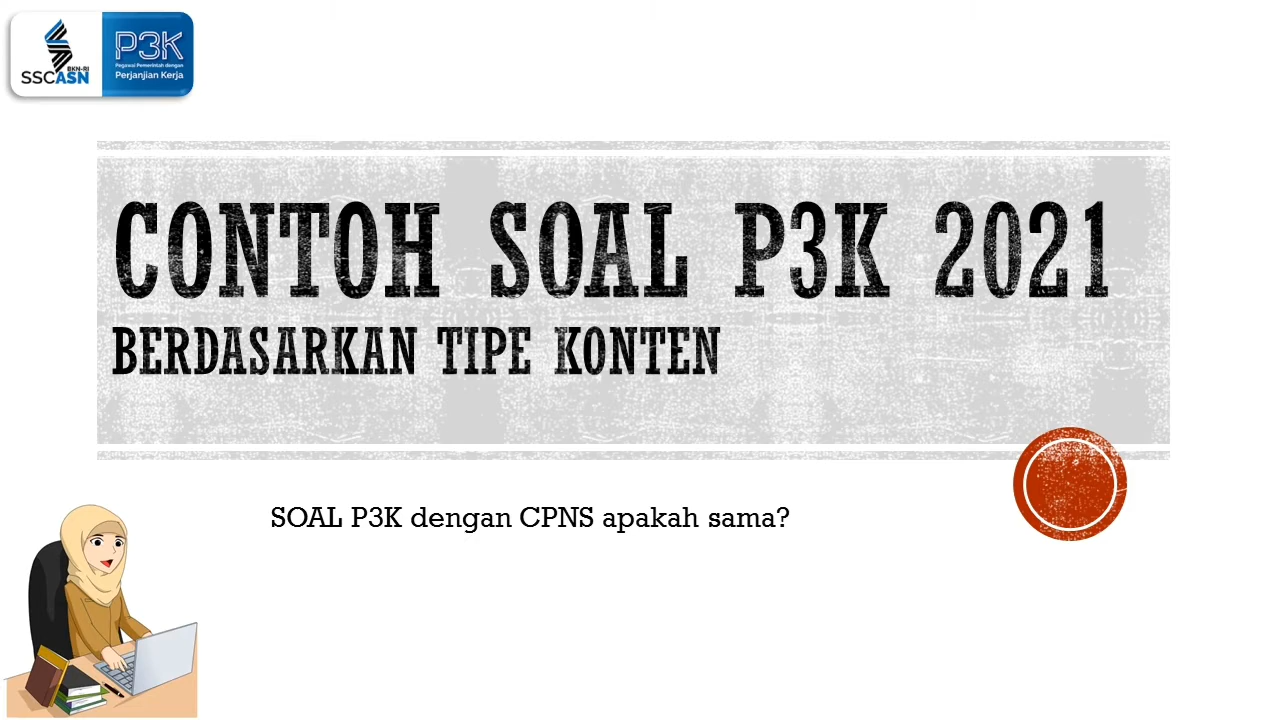 BKN-RI
SSCASN
P3K
Pegawai Pemerintah dengan
Perjanjian Kerja
CONTOH SOAL P3K 2021
BERDASARKAN TIPE KONTEN
SOAL P3K dengan CPNS apakah sama?